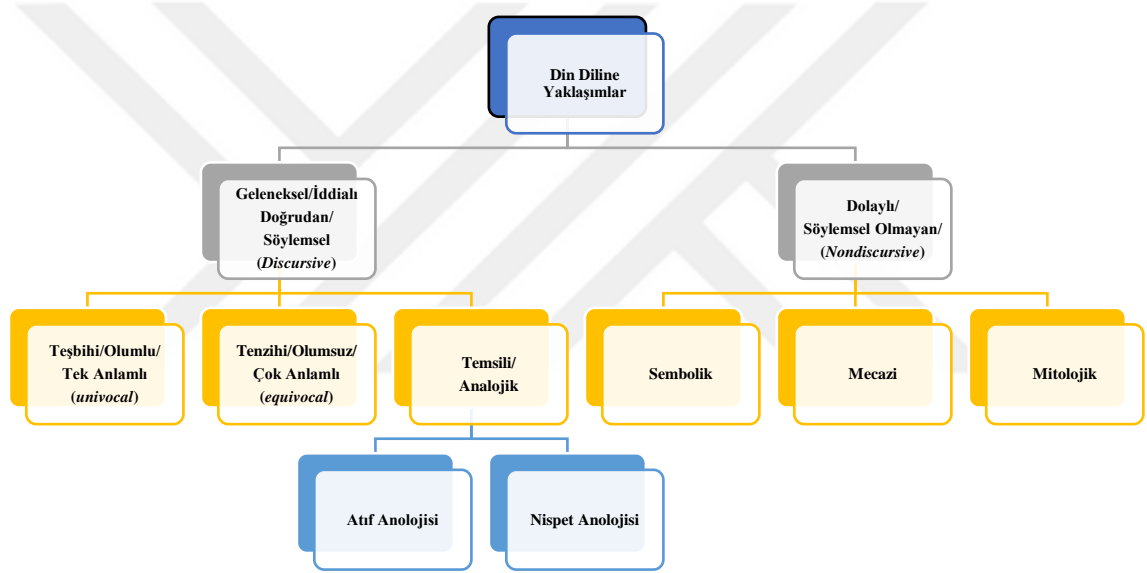 Din Diline
Yaklaşımlar
Geleneksel/İddialı
Doğrudan/
Söylemsel
(Discursive)
Dolaylı/
Söylemsel Olmayan/
(Nondiscursive)
Teşbihi/Olumlu/
Tek Anlamlı
(univocal)
Tenzihi/Olumsuz/
Çok Anlamlı
(equivocal)
Temsili/
Analojik
Sembolik
Mecazi
Mitolojik
Atıf Anolojisi
Nispet Anolojisi